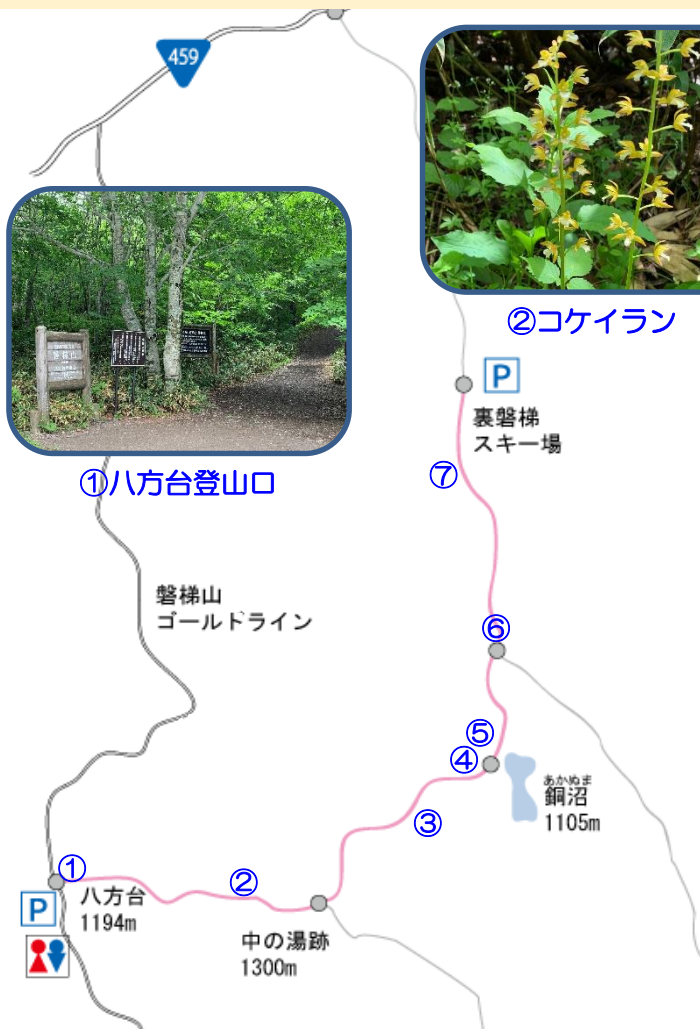 459
②コケイラン
P
裏磐梯
スキー場
⑦
①八方台登山口
磐梯山
ゴールドライン
⑥
⑤
④
あかぬま
銅沼
1105m
③
①
②
八方台
1194m
P
中の湯跡
1300m